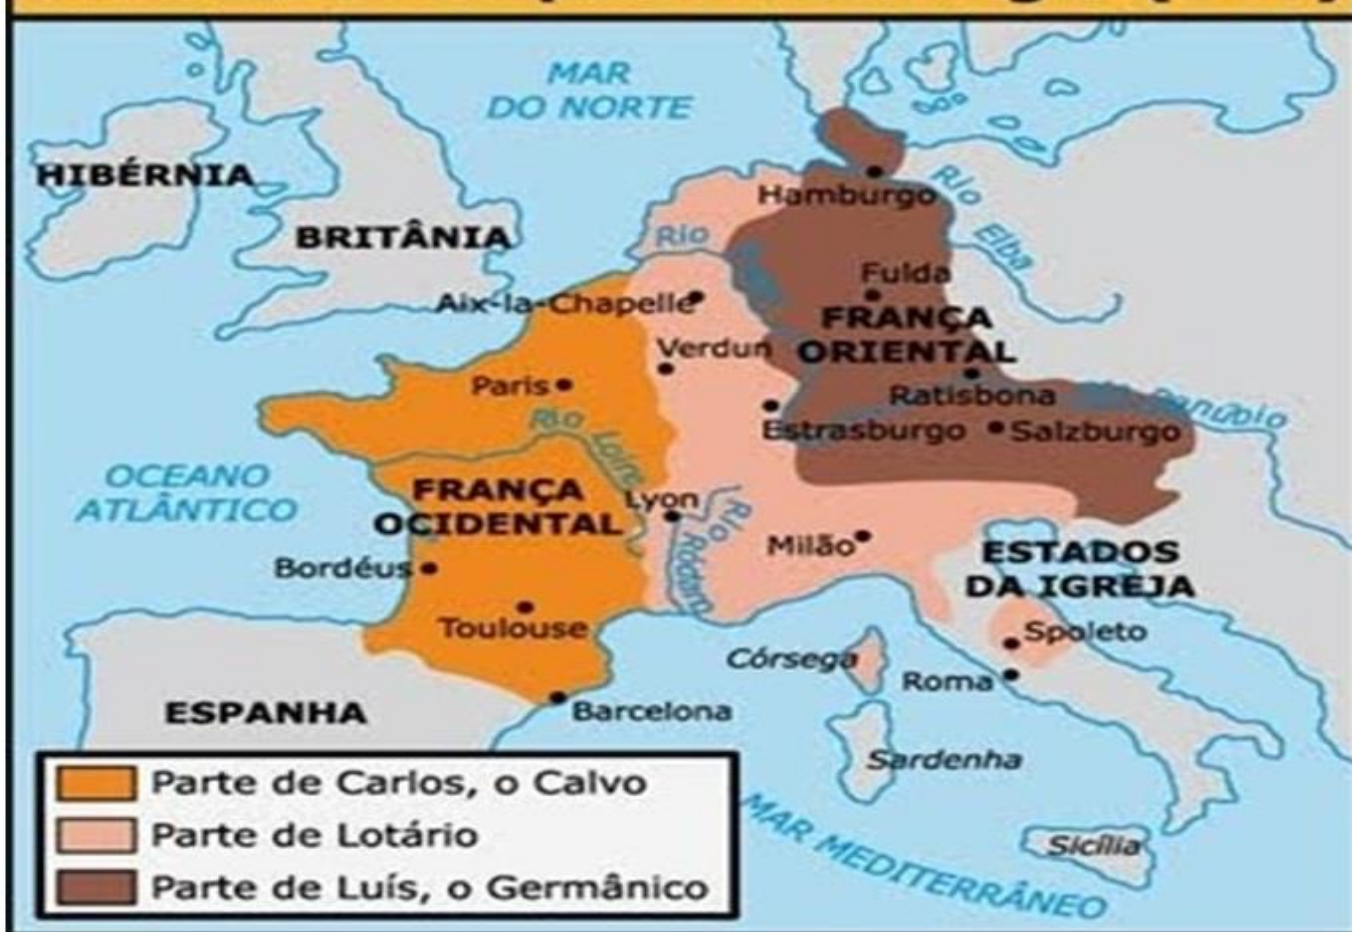 MAR
DO NORTE
HIBÉRNIA
BRITÂNIA
Hamburgo
Rio
Elba
Rio
Fulda
Aix-la-Chapelle
FRANÇA
ORIENTAL
Verdun
Paris
Ratisbona
Danúbio
Rio
Loire
Estrasburgo
Salzburgo
OCEANO
ATLÂNTICO
FRANÇA
OCIDENTAL
Lyon
Rio
Ródano
Milão
ESTADOS
DA IGREJA
Bordéus
Toulouse
Spoleto
Córsega
Roma
ESPANHA
Barcelona
Sardenha
MAR MEDITERRÂNEO
Sicília
Parte de Carlos, o Calvo
Parte de Lotário
Parte de Luís, o Germânico